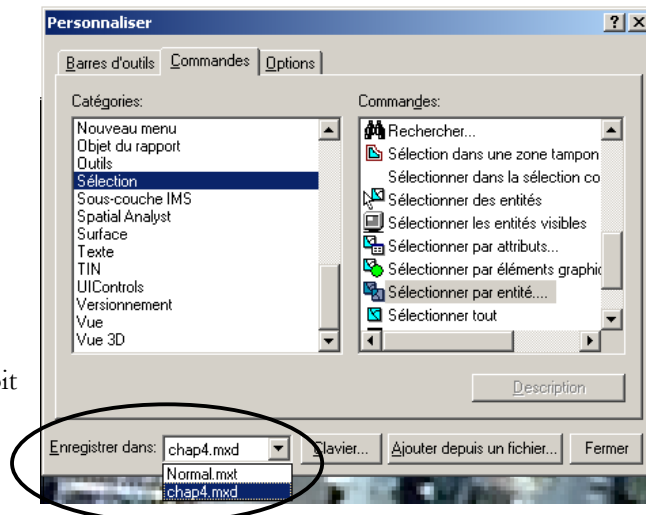 Personnaliser
Barres d'outils Commandes Options
Catégories:
Nouveau menu
Objet du rapport
Outils
Sélection
Sous-couche IMS
Spatial Analyst
Surface
Texte
TIN
UIControls
Versionnement
Vue
Vue 3D
Commandes:
Rechercher...
Sélection dans une zone tampon
Sélectionner dans la sélection co
Sélectionner des entités
Sélectionner les entités visibles
Sélectionner par attributs...
Sélectionner par éléments graphic
Sélectionner par entité....
Sélectionner tout
Description
Enregistrer dans: chap4.mxd Clavier... Ajouter depuis un fichier... Fermer
Normal.mxt
chap4.mxd